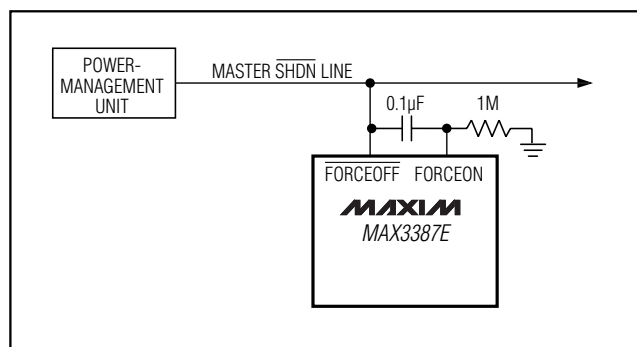 POWER-
MANAGEMENT
UNIT
MASTER SHDN LINE
0.1µF
1M
FORCEOFF FORCEON
MAXIM
MAX3387E